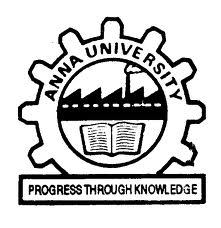 ANNA UNIVERSITY
PROGRESS THROUGH KNOWLEDGE